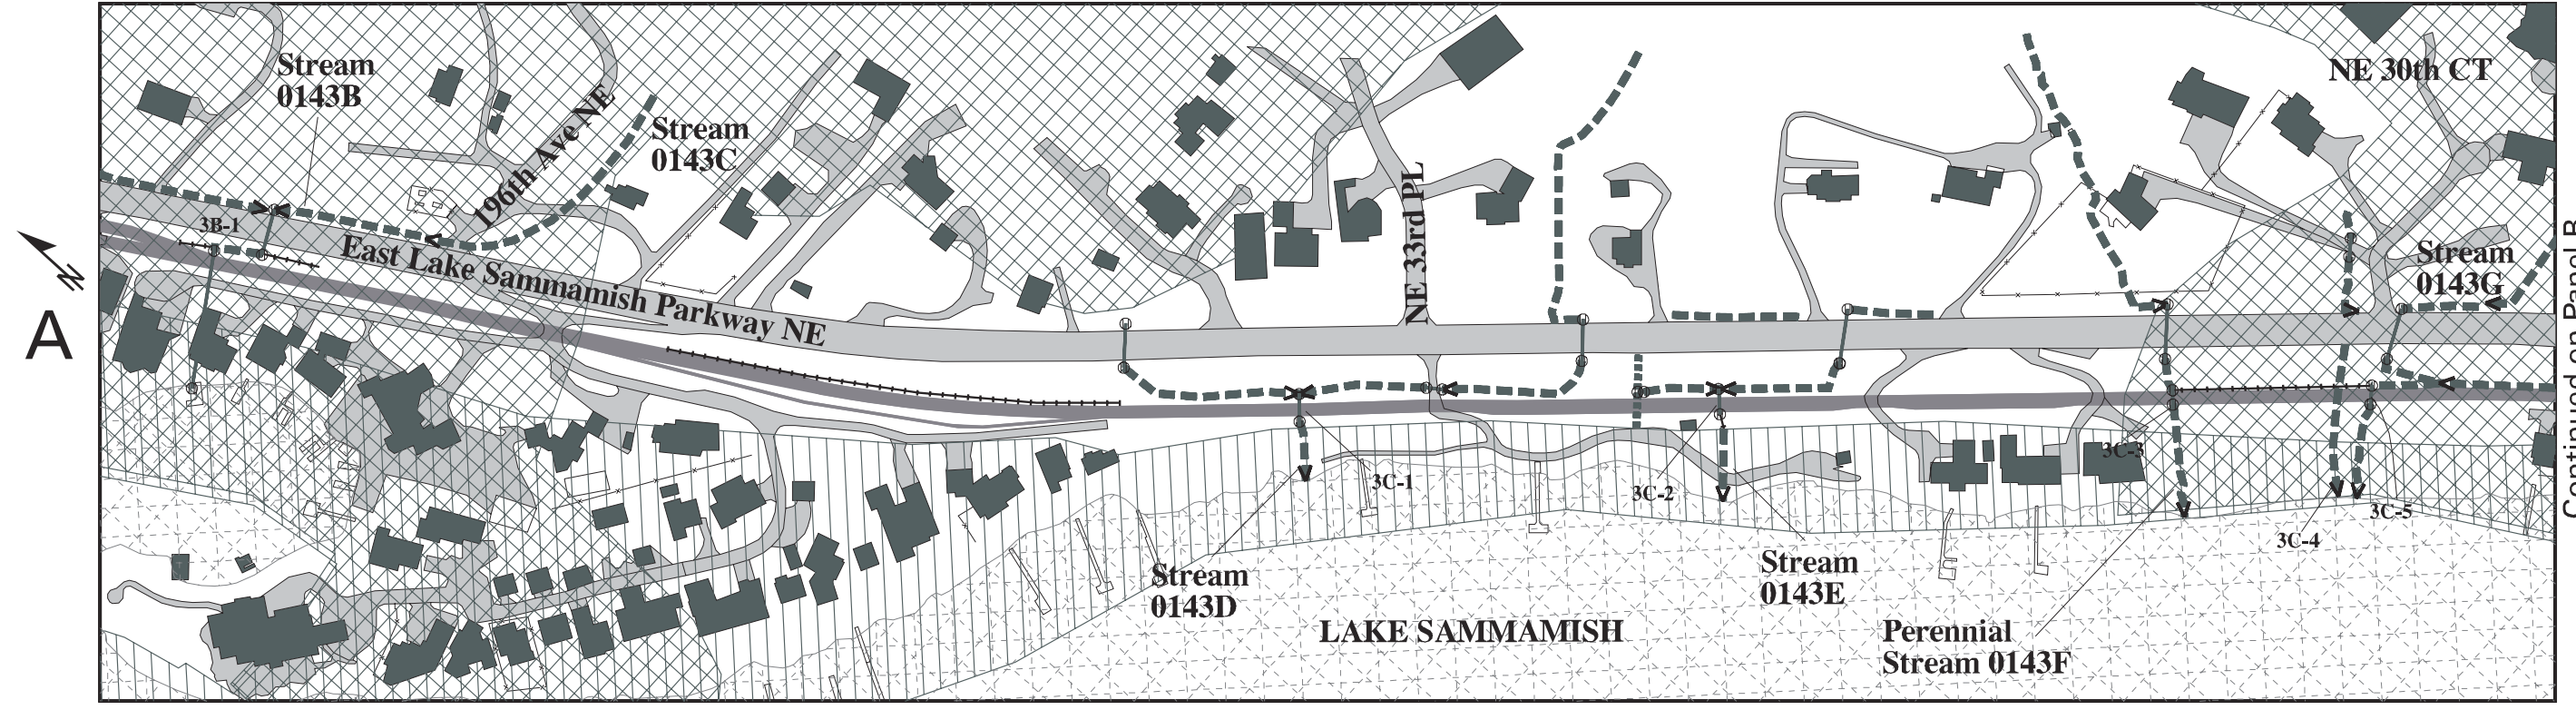 Stream
0143B
196th Ave NE
Stream
0143C
NE 30th CT
3B-1
East Lake Sammamish Parkway NE
NE 33rd PL
Stream
0143G
N
A
3C-1
3C-2
3C-3
3C-4
3C-5
Stream
0143D
Stream
0143E
LAKE SAMMAMISH
Perennial
Stream 0143F
Continued on Panel B